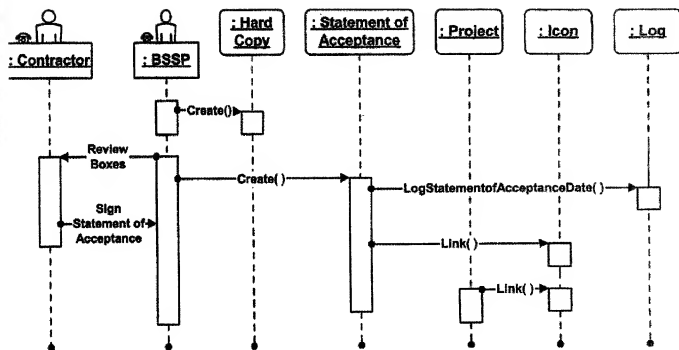 : Hard
Copy
: Statement of
Acceptance
: Project
: Icon
: Log
: Contractor
: BSSP
Create()
Review
Boxes
Create( )
LogStatementofAcceptanceDate( )
Sign
Statement of
Acceptance
Link( )
Link( )